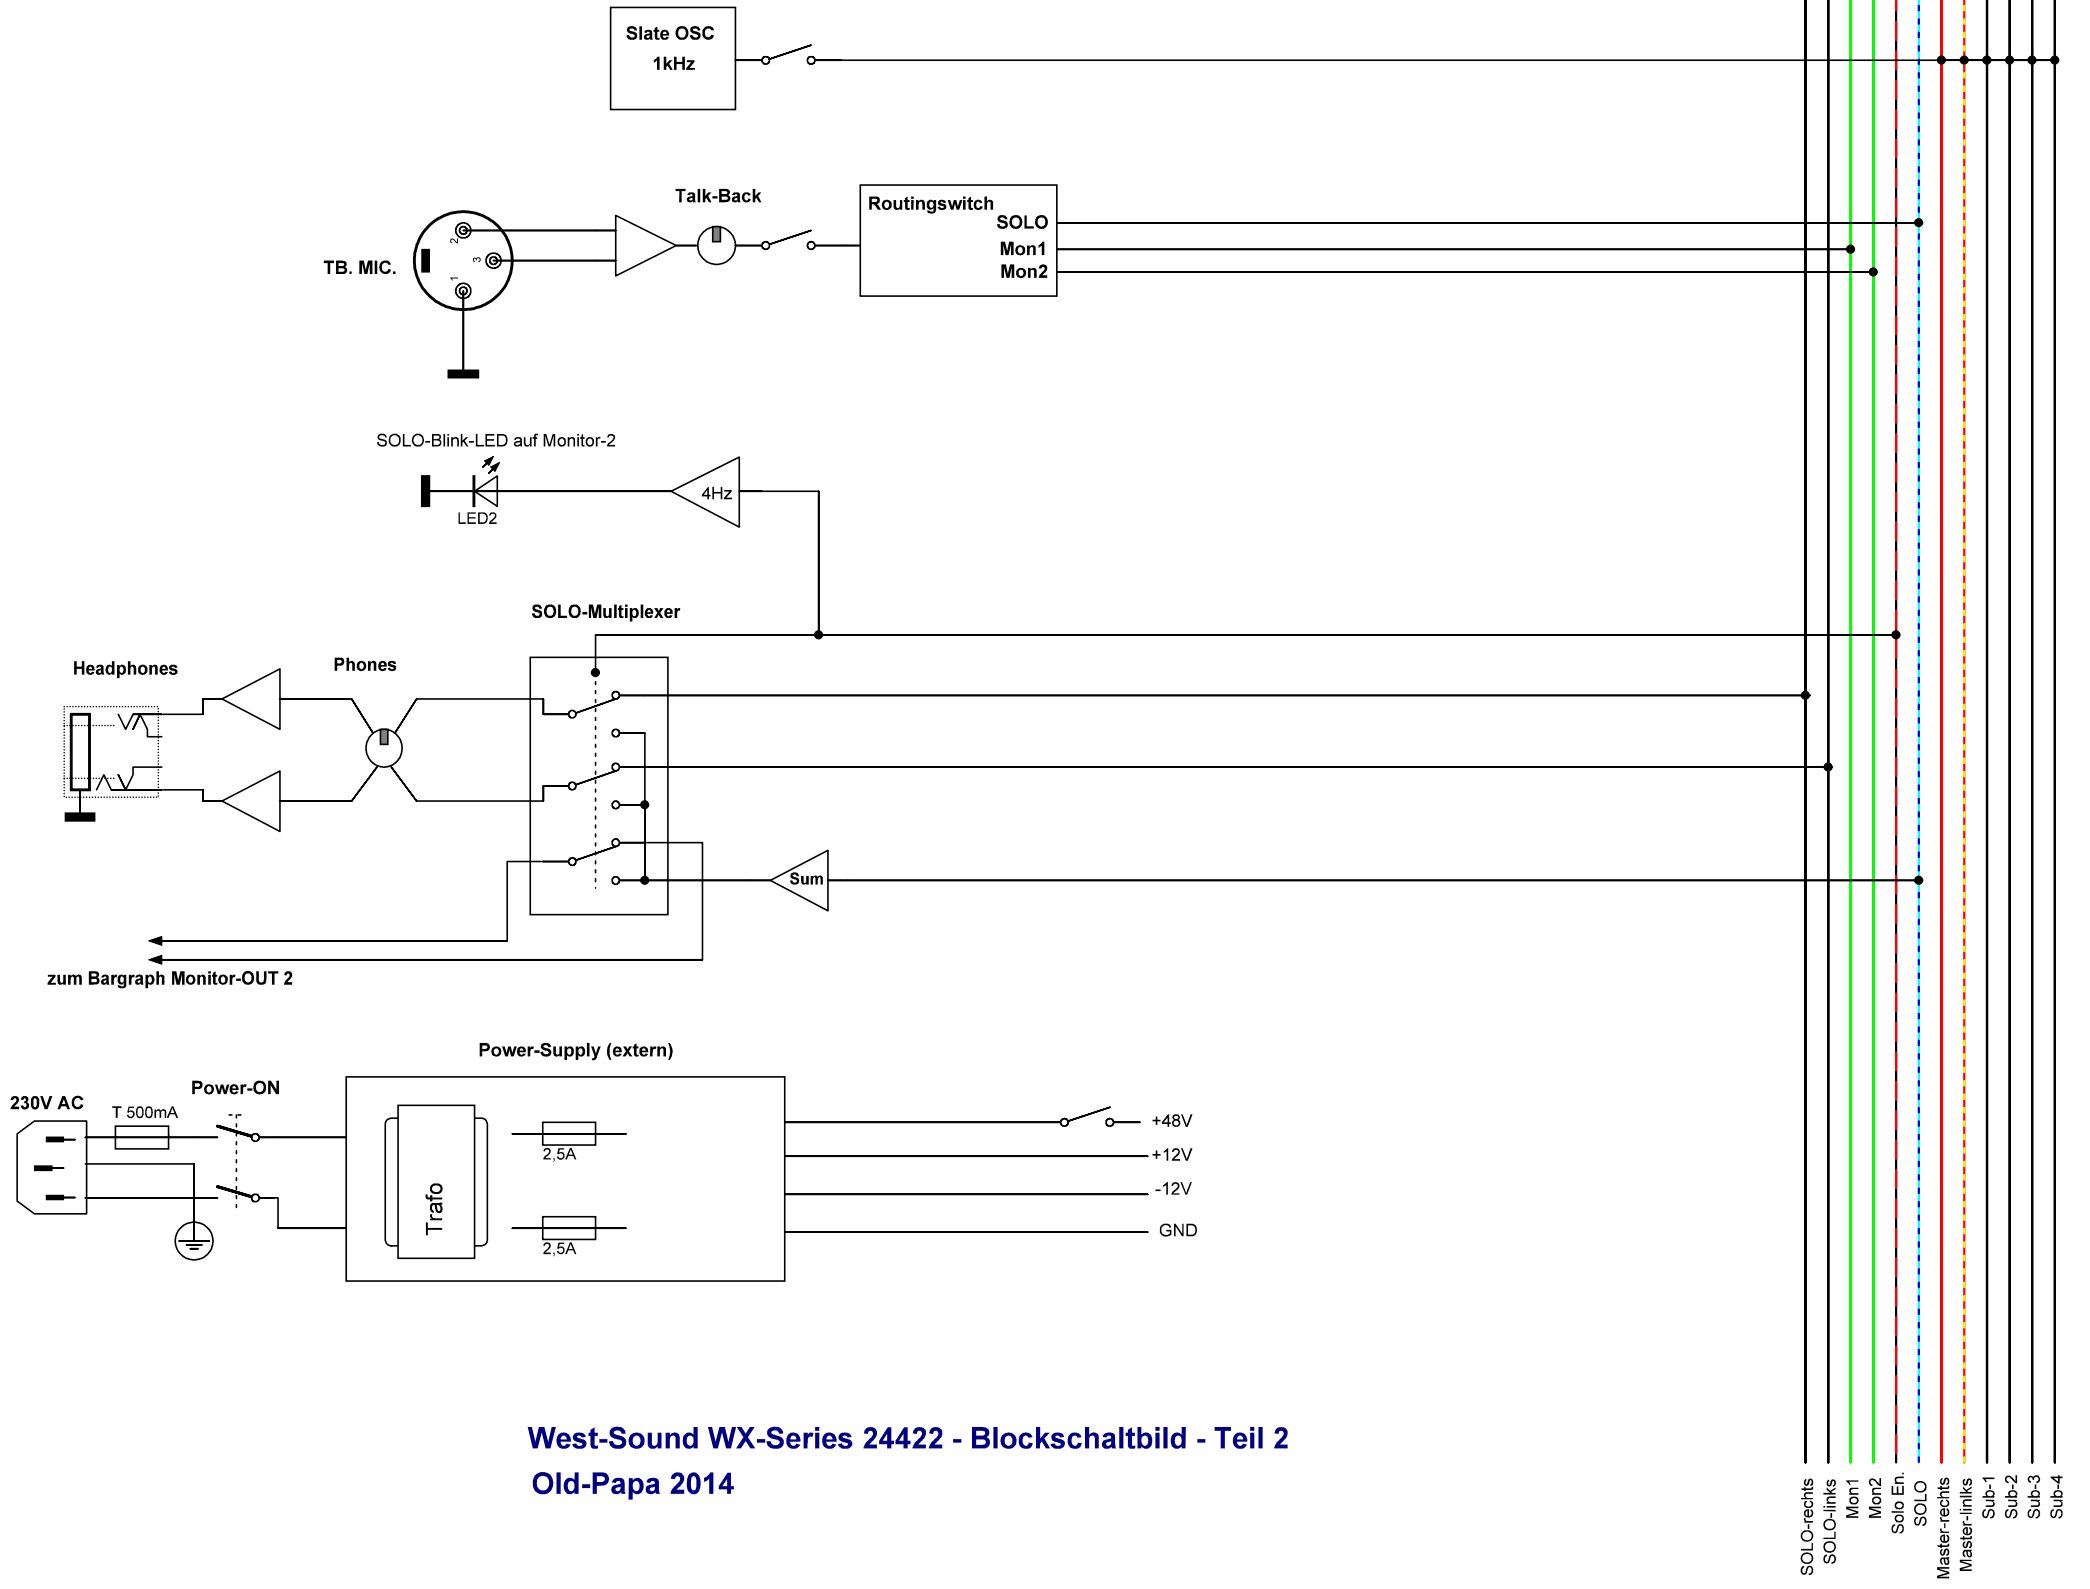 Slate OSC
1kHz
Talk-Back
Routingswitch
SOLO
Mon1
Mon2
TB. MIC.
2
3
1
SOLO-Blink-LED auf Monitor-2
4Hz
LED2
SOLO-Multiplexer
Headphones
Phones
Sum
zum Bargraph Monitor-OUT 2
Power-Supply (extern)
Power-ON
230V AC
T 500mA
Trafo
2,5A
2,5A
+48V
+12V
-12V
GND
West-Sound WX-Series 24422 - Blockschaltbild - Teil 2
Old-Papa 2014
SOLO-rechts
SOLO-links
Mon1
Mon2
Solo En.
SOLO
Master-rechts
Master-linlks
Sub-1
Sub-2
Sub-3
Sub-4